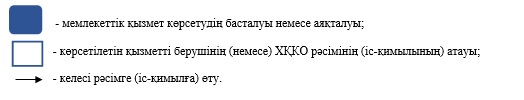 - мемлекеттік қызмет көрсетудің басталуы немесе аяқталуы;
- көрсетілетін қызметті берушінің (немесе) ХҚКО рәсімінің (іс-қимылының) атауы;
- келесі рәсімге (іс-қимылға) өту.